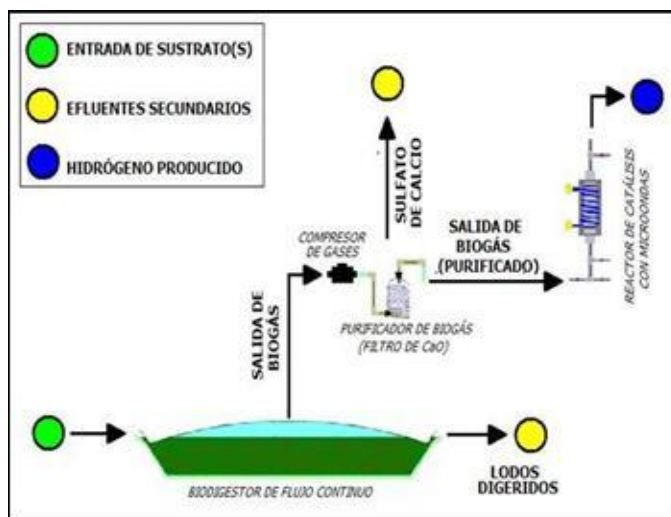 ENTRADA DE SUSTRATO(S)
EFLUENTES SECUNDARIOS
HIDRÓGENO PRODUCIDO
SULFATO
DE CALCIO
COMPRESOR
DE GASES
SALIDA DE
BIOGÁS
(PURIFICADO)
REACTOR DE CATÁLISIS
CON MICROONDAS
SALIDA DE
BIOGÁS
PURIFICADOR DE BIOGÁS
(FILTRO DE CaO)
BIODIGESTOR DE FLUJO CONTINUO
LODOS
DIGERIDOS